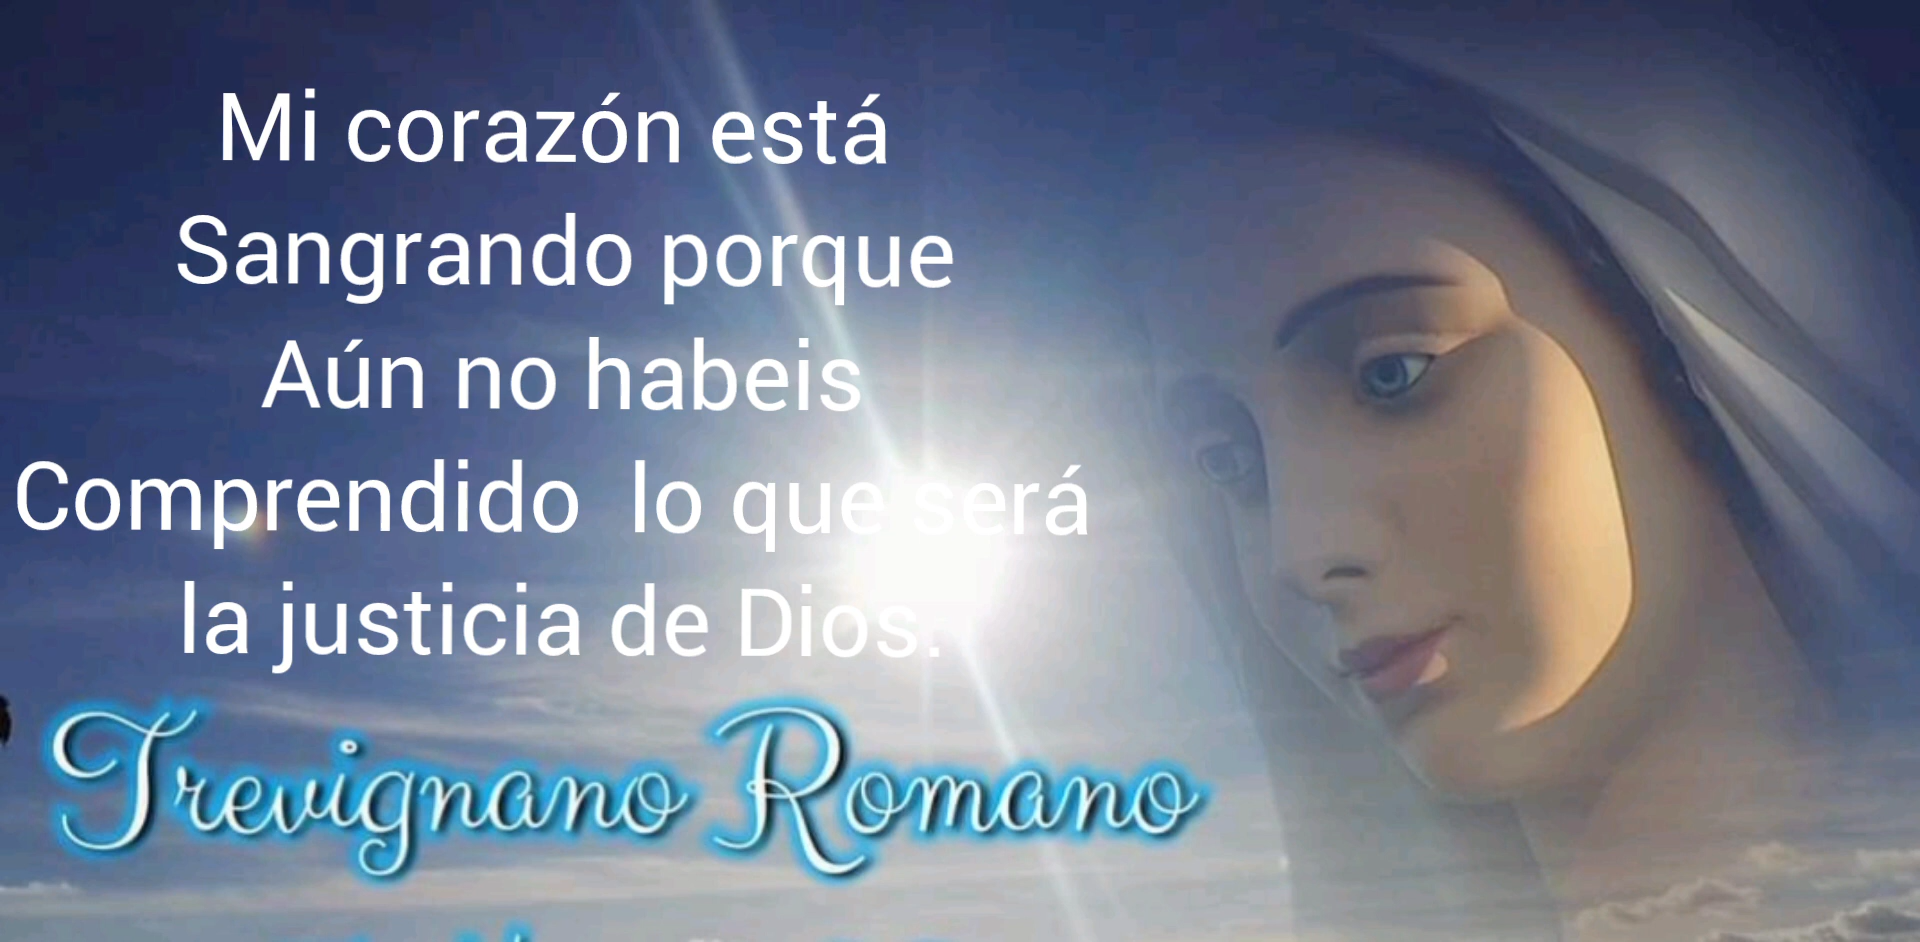 Mi corazón está
Sangrando porque
Aún no habeis
Comprendido lo que será
la justicia de Dios.
Trevignano Romano